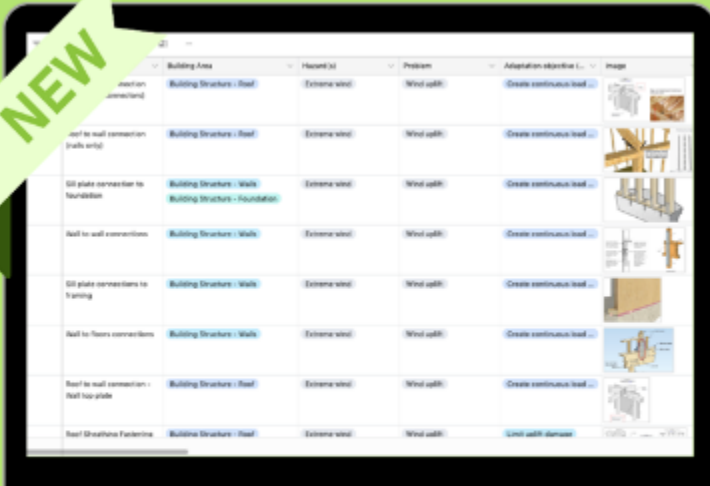 NEW
Building Area
Hazard(s)
Problem
Adaptation objective (...
Image
Building Structure - Roof
Extreme wind
Wind uplift
Create continuous load ...
Roof to wall connection
(nails only)
Building Structure - Roof
Extreme wind
Wind uplift
Create continuous load ...
Sill plate connection to
foundation
Building Structure - Walls
Building Structure - Foundation
Extreme wind
Wind uplift
Create continuous load ...
Wall to wall connections
Building Structure - Walls
Extreme wind
Wind uplift
Create continuous load ...
Sill plate connections to
framing
Building Structure - Walls
Extreme wind
Wind uplift
Create continuous load ...
Wall to floors connections
Building Structure - Walls
Extreme wind
Wind uplift
Create continuous load ...
Roof to wall connection -
Wall top plate
Building Structure - Roof
Extreme wind
Wind uplift
Create continuous load ...
Roof Sheathing Fastening
Building Structure - Roof
Extreme wind
Wind uplift
Limit uplift damage